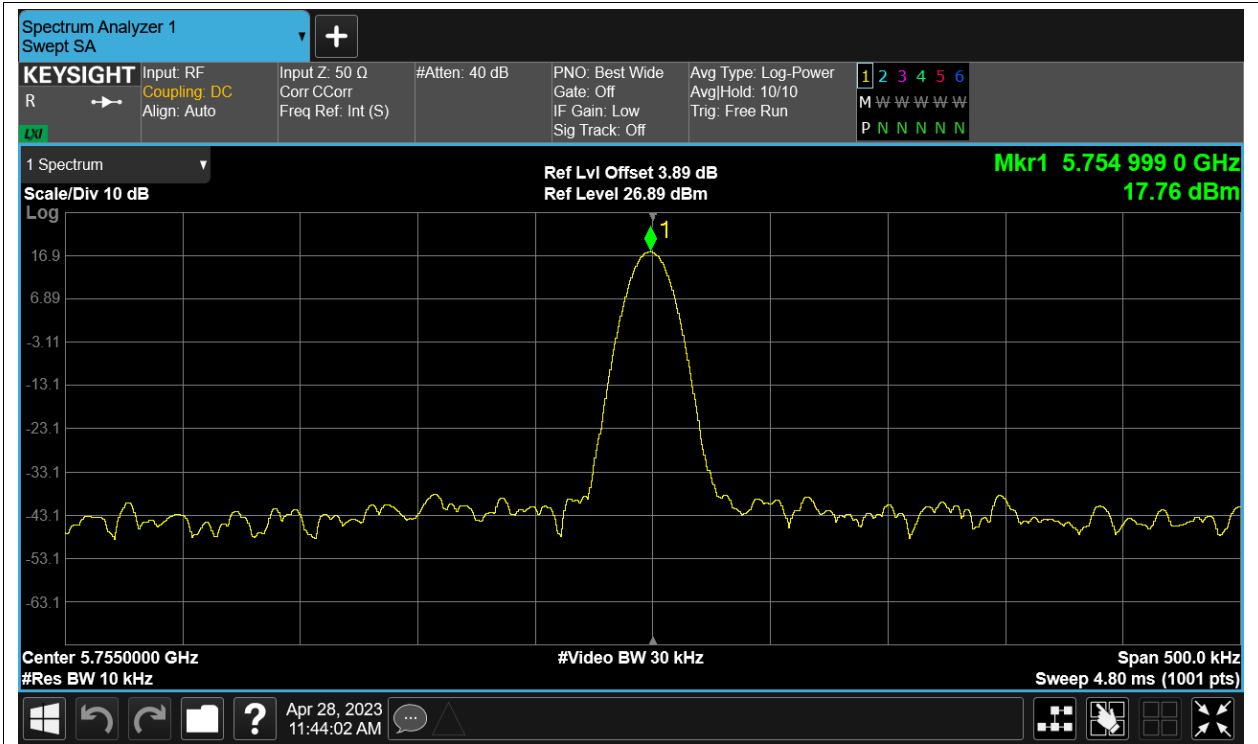 Spectrum Analyzer 1
Swept SA
KEYSIGHT
R
LXI
Input: RF
Coupling: DC
Align: Auto
Input Z: 50 Ω
Corr CCorr
Freq Ref: Int (S)
#Atten: 40 dB
PNO: Best Wide
Gate: Off
IF Gain: Low
Sig Track: Off
Avg Type: Log-Power
Avg|Hold: 10/10
Trig: Free Run
1 2 3 4 5 6
M W W W W W
P N N N N N
1 Spectrum
Scale/Div 10 dB
Log
Ref Lvl Offset 3.89 dB
Ref Level 26.89 dBm
Mkr1 5.754 999 0 GHz
17.76 dBm
1
16.9
6.89
-3.11
-13.1
-23.1
-33.1
-43.1
-53.1
-63.1
Center 5.7550000 GHz
#Res BW 10 kHz
#Video BW 30 kHz
Span 500.0 kHz
Sweep 4.80 ms (1001 pts)
?
Apr 28, 2023
11:44:02 AM